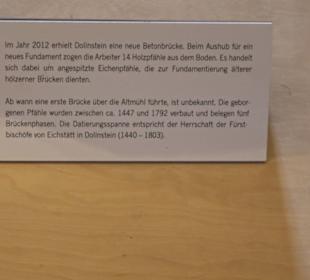 Im Jahr 2012 erhielt Dollnstein eine neue Betonbrücke. Beim Aushub für ein
neues Fundament zogen die Arbeiter 14 Holzpfähle aus dem Boden. Es handelt
sich dabei um angespitzte Eichenpfähle, die zur Fundamentierung älterer
hölzerner Brücken dienten.
Ab wann eine erste Brücke über die Altmühl führte, ist unbekannt. Die gebor-
genen Pfähle wurden zwischen ca. 1447 und 1792 verbaut und belegen fünf
Brückenphasen. Die Datierungsspanne entspricht der Herrschaft der Fürst-
bischöfe von Eichstätt in Dollnstein (1440 – 1803).